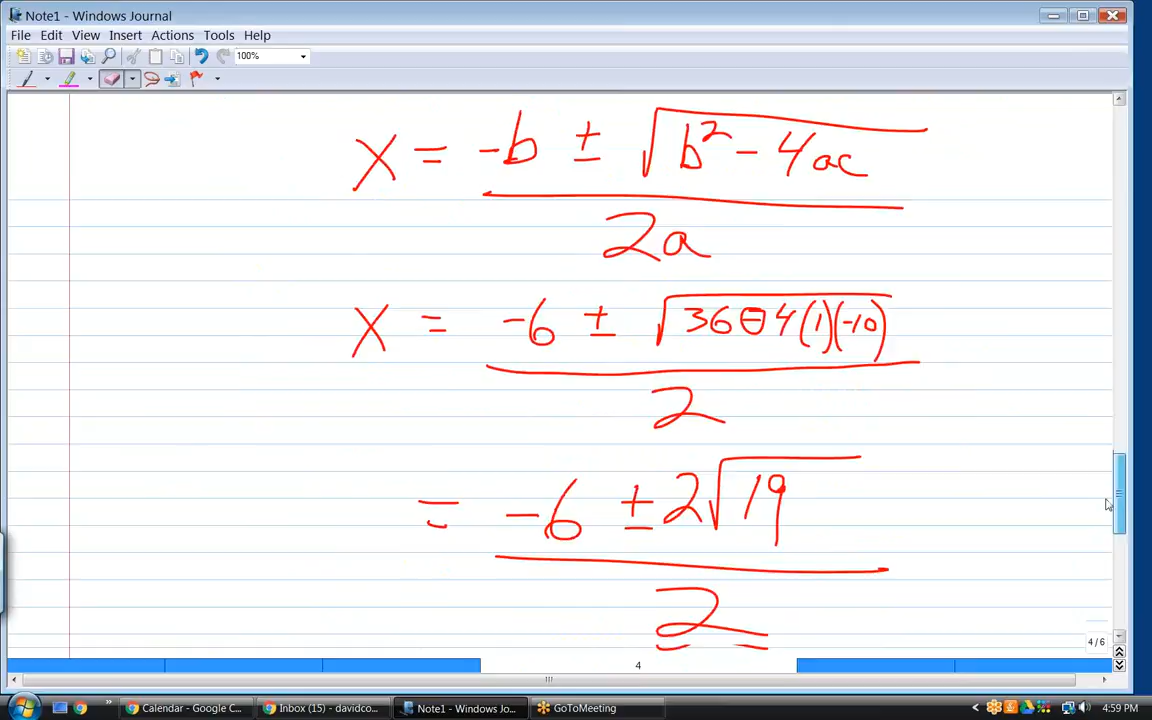 Note1 - Windows Journal
File Edit View Insert Actions Tools Help
100%
x = -b ± √b² - 4ac
2a
x = -6 ± √36 - 4(1)(-10)
2
= -6 ± 2√19
2
4/6
4
Calendar - Google C...
Inbox (15) - davidco...
Note1 - Windows Jo...
GoToMeeting
4:59 PM